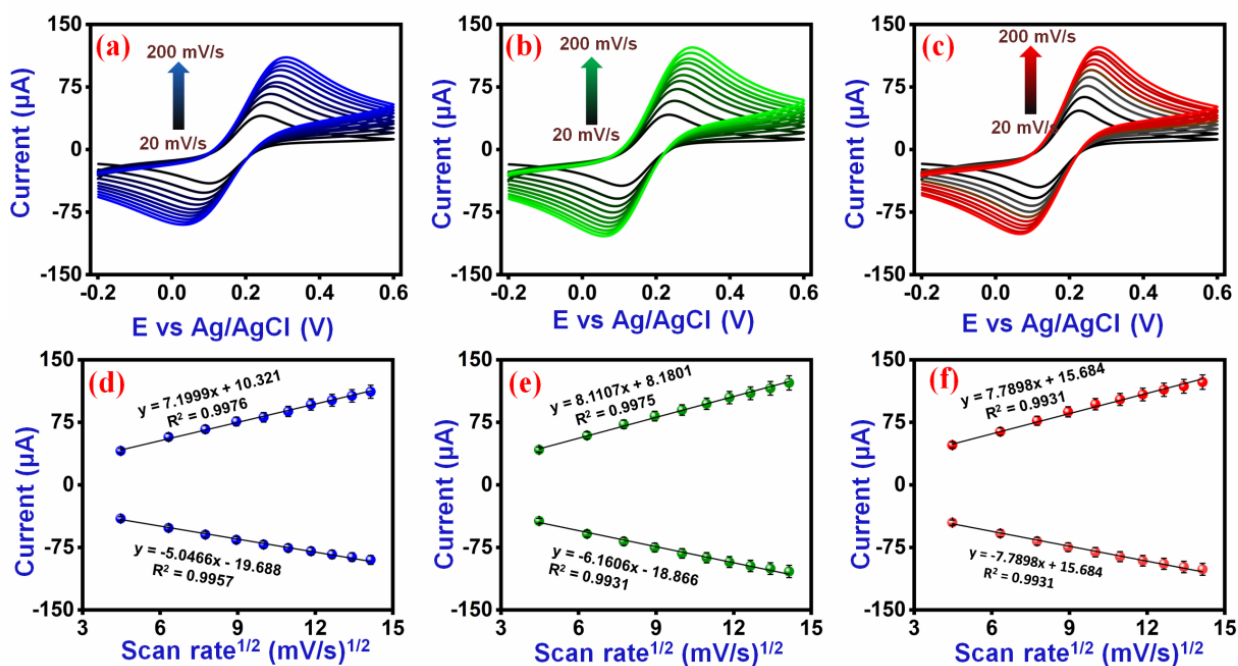 (a)
200 mV/s
20 mV/s
Current (µA)
150
75
0
-75
-150
-0.2 0.0 0.2 0.4 0.6
E vs Ag/AgCl (V)
(b)
200 mV/s
20 mV/s
Current (µA)
150
75
0
-75
-150
-0.2 0.0 0.2 0.4 0.6
E vs Ag/AgCl (V)
(c)
200 mV/s
20 mV/s
Current (µA)
150
75
0
-75
-150
-0.2 0.0 0.2 0.4 0.6
E vs Ag/AgCl (V)
(d)
y = 7.1999x + 10.321
R² = 0.9976
y = -5.0466x - 19.688
R² = 0.9957
Current (µA)
150
75
0
-75
-150
3 6 9 12 15
Scan rate^1/2 (mV/s)^1/2
(e)
y = 8.1107x + 8.1801
R² = 0.9975
y = -6.1606x - 18.866
R² = 0.9931
Current (µA)
150
75
0
-75
-150
3 6 9 12 15
Scan rate^1/2 (mV/s)^1/2
(f)
y = 7.7898x + 15.684
R² = 0.9931
y = -7.7898x + 15.684
R² = 0.9931
Current (µA)
150
75
0
-75
-150
3 6 9 12 15
Scan rate^1/2 (mV/s)^1/2